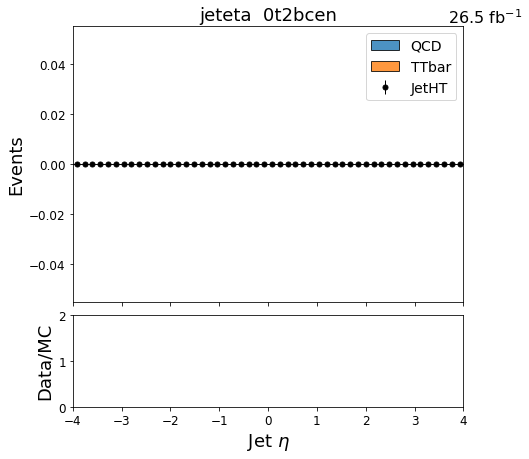 jeteta  0t2bcen
26.5 fb⁻¹
QCD
TTbar
JetHT
Events
0.04
0.02
0.00
−0.02
−0.04
Data/MC
2
1
0
−4 −3 −2 −1 0 1 2 3 4
Jet η